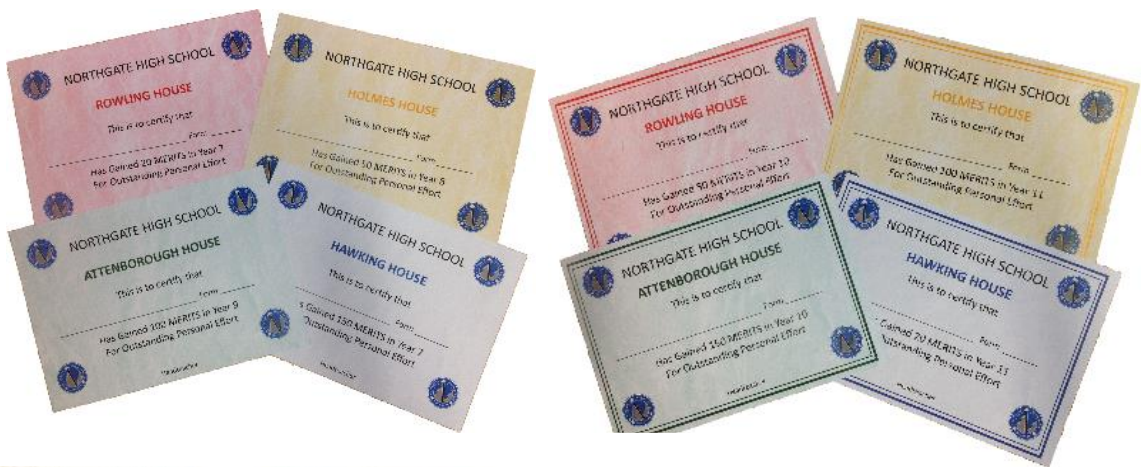 NORTHGATE HIGH SCHOOL
ROWLING HOUSE
This is to certify that
Form
Has Gained 20 MERITS in Year 7
For Outstanding Personal Effort
NORTHGATE HIGH SCHOOL
HOLMES HOUSE
This is to certify that
Form
Has Gained 50 MERITS in Year 8
For Outstanding Personal Effort
NORTHGATE HIGH SCHOOL
ATTENBOROUGH HOUSE
This is to certify that
Form
Has Gained 100 MERITS in Year 9
For Outstanding Personal Effort
Headteacher
NORTHGATE HIGH SCHOOL
HAWKING HOUSE
This is to certify that
Form
Gained 150 MERITS in Year 7
Outstanding Personal Effort
NORTHGATE HIGH SCHOOL
ROWLING HOUSE
This is to certify that
Form
Has Gained 50 MERITS in Year 10
For Outstanding Personal Effort
NORTHGATE HIGH SCHOOL
HOLMES HOUSE
This is to certify that
Form
Has Gained 100 MERITS in Year 11
For Outstanding Personal Effort
NORTHGATE HIGH SCHOOL
ATTENBOROUGH HOUSE
This is to certify that
Form
Has Gained 150 MERITS in Year 10
For Outstanding Personal Effort
Headteacher
NORTHGATE HIGH SCHOOL
HAWKING HOUSE
This is to certify that
Form
Gained 20 MERITS in Year 11
Outstanding Personal Effort
Headteacher